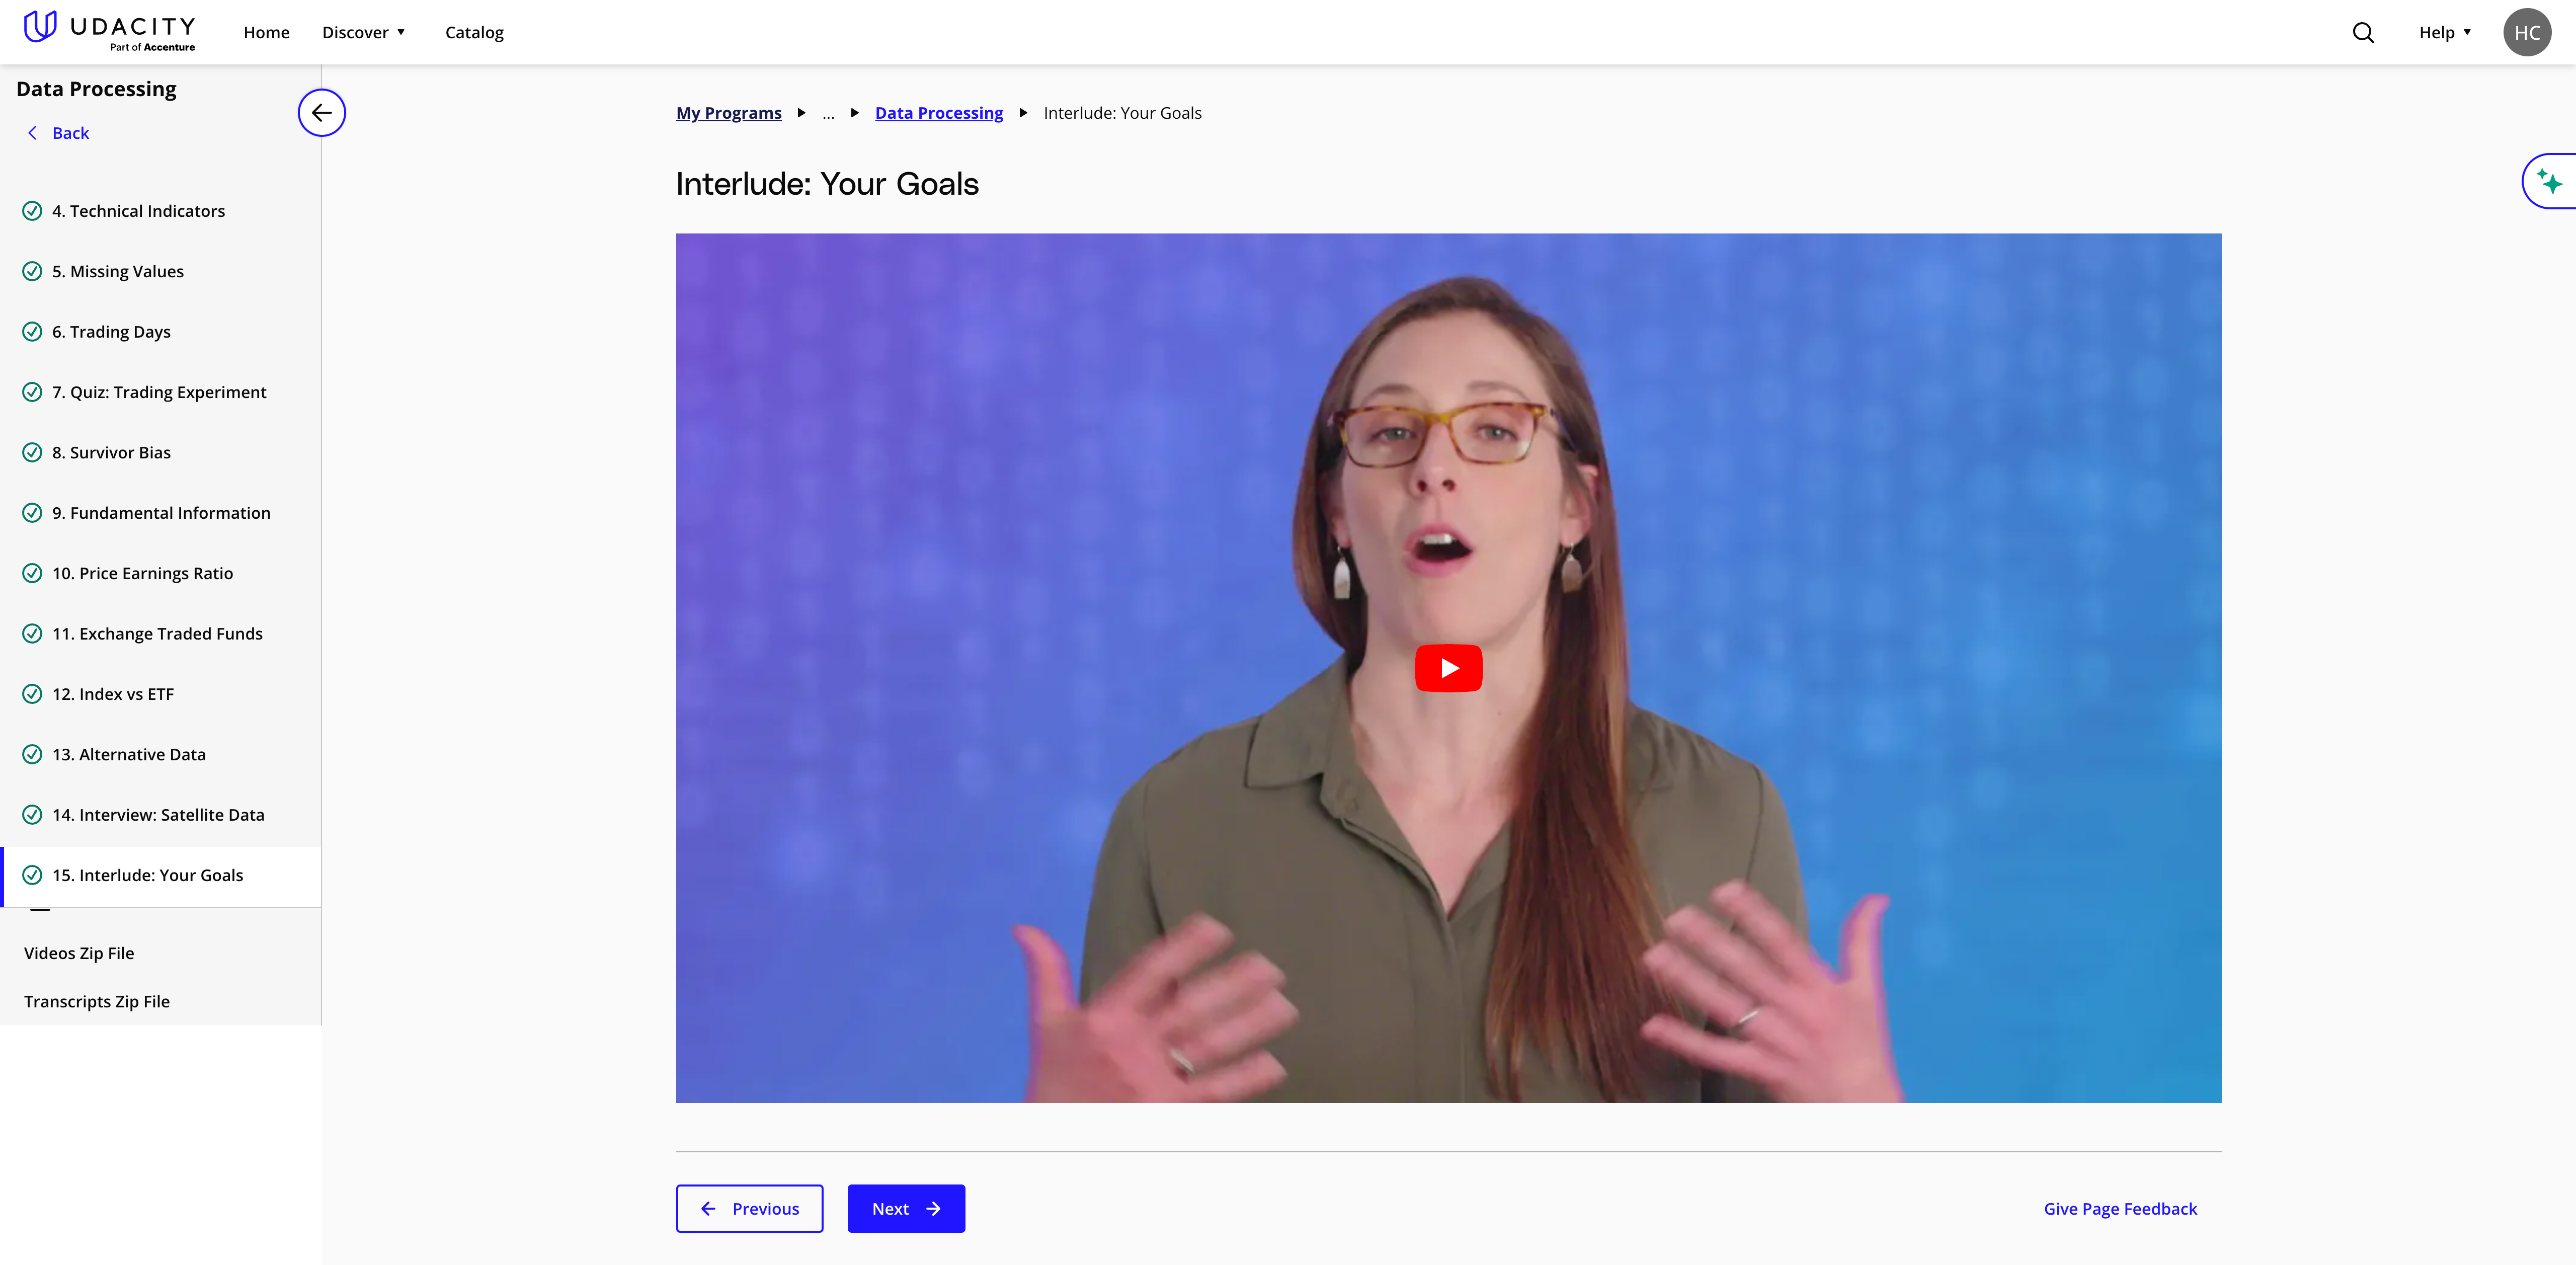 UDACITY
Part of Accenture
Home
Discover
Catalog
Help
HC
Data Processing
Back
4. Technical Indicators
5. Missing Values
6. Trading Days
7. Quiz: Trading Experiment
8. Survivor Bias
9. Fundamental Information
10. Price Earnings Ratio
11. Exchange Traded Funds
12. Index vs ETF
13. Alternative Data
14. Interview: Satellite Data
15. Interlude: Your Goals
Videos Zip File
Transcripts Zip File
My Programs ... Data Processing Interlude: Your Goals
Interlude: Your Goals
Previous
Next
Give Page Feedback